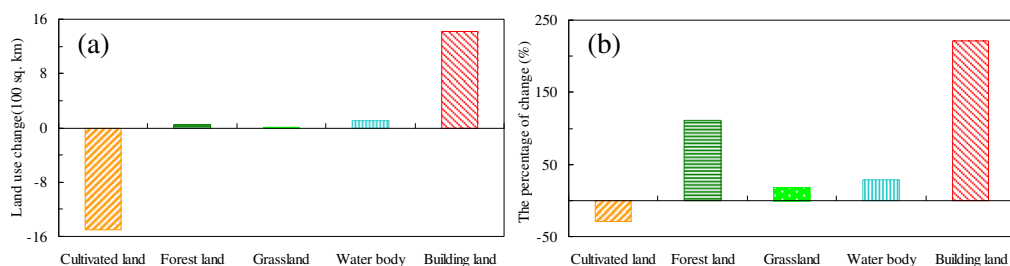 (a)
Land use change(100 sq. km)
16
8
0
-8
-16
Cultivated land Forest land Grassland Water body Building land
(b)
The percentage of change (%)
250
150
50
-50
Cultivated land Forest land Grassland Water body Building land